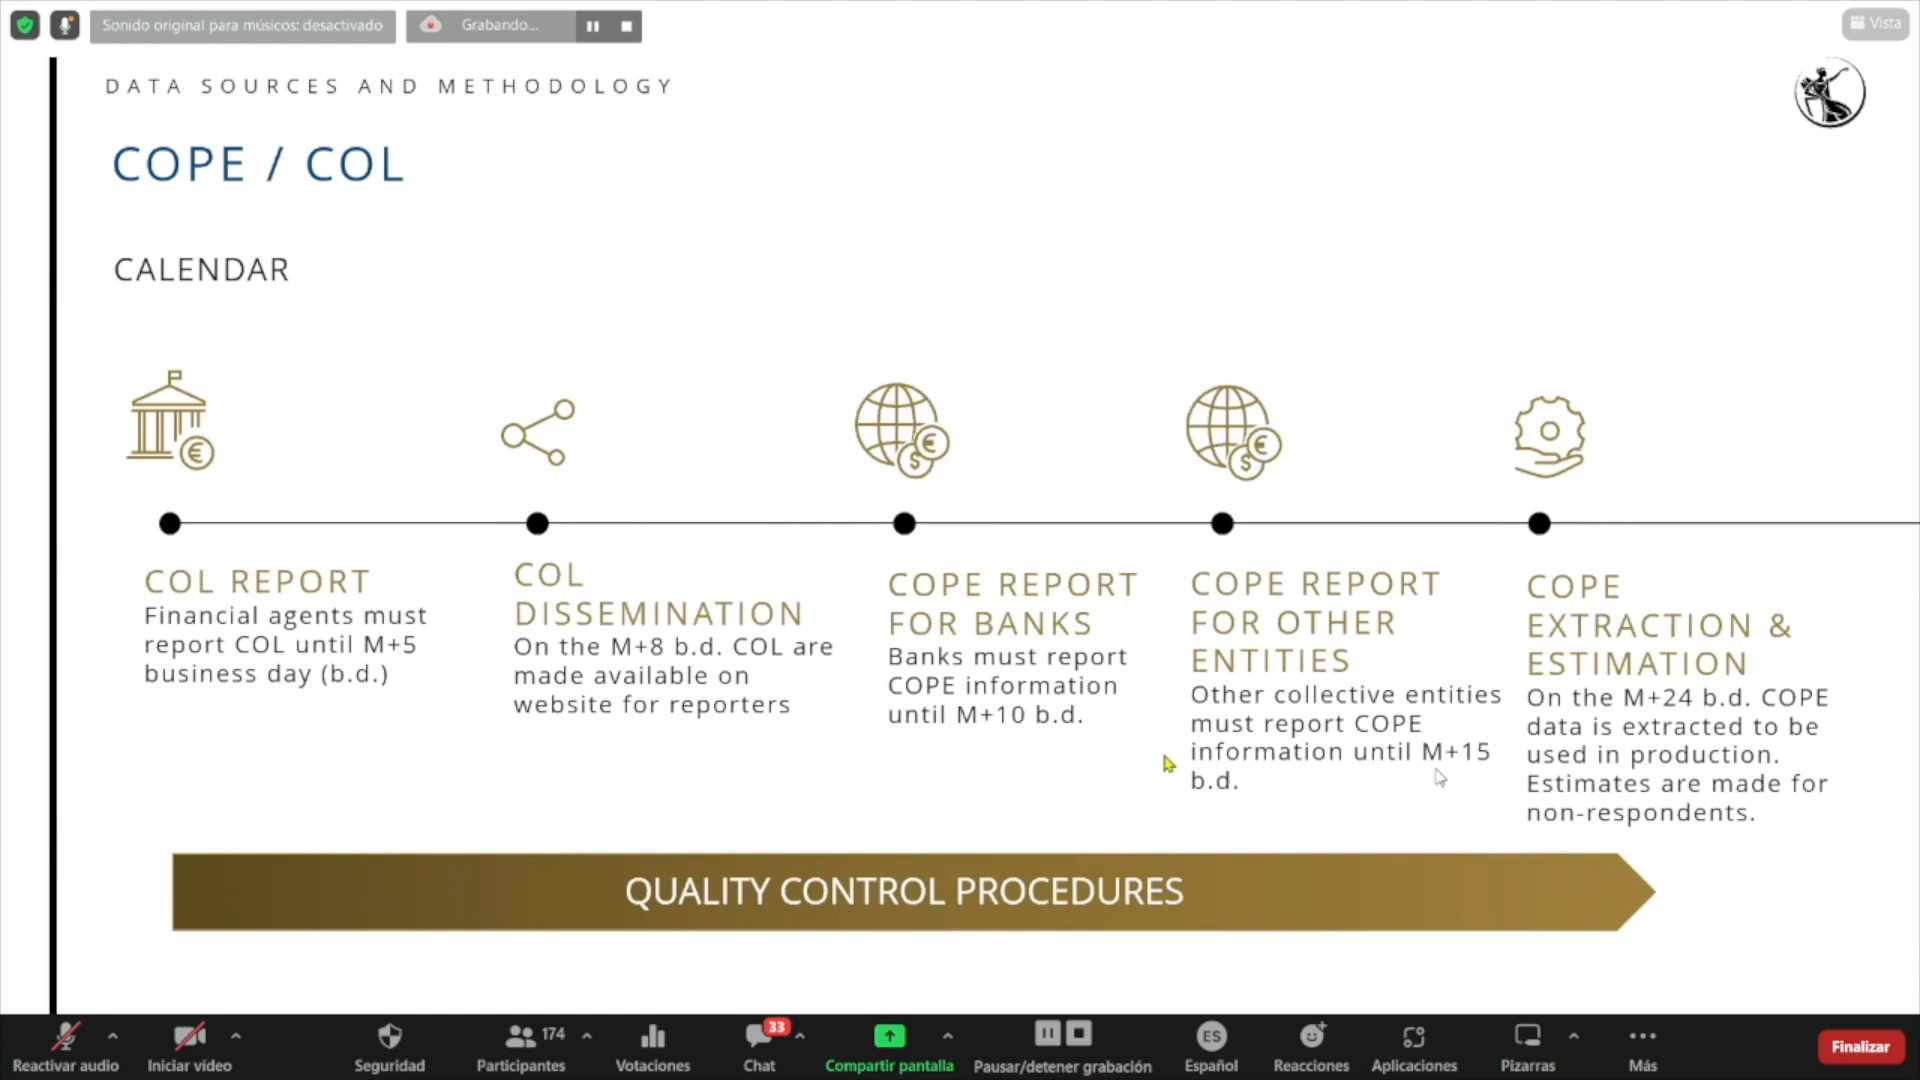 Sonido original para músicos: desactivado
Grabando...
Vista
DATA SOURCES AND METHODOLOGY
COPE / COL
CALENDAR
COL REPORT
Financial agents must
report COL until M+5
business day (b.d.)
COL
DISSEMINATION
On the M+8 b.d. COL are
made available on
website for reporters
COPE REPORT
FOR BANKS
Banks must report
COPE information
until M+10 b.d.
COPE REPORT
FOR OTHER
ENTITIES
Other collective entities
must report COPE
information until M+15
b.d.
COPE
EXTRACTION &
ESTIMATION
On the M+24 b.d. COPE
data is extracted to be
used in production.
Estimates are made for
non-respondents.
QUALITY CONTROL PROCEDURES
Reactivar audio
Iniciar vídeo
Seguridad
174
Participantes
Votaciones
33
Chat
Compartir pantalla
Pausar/detener grabación
ES
Español
Reacciones
Aplicaciones
Pizarras
Más
Finalizar